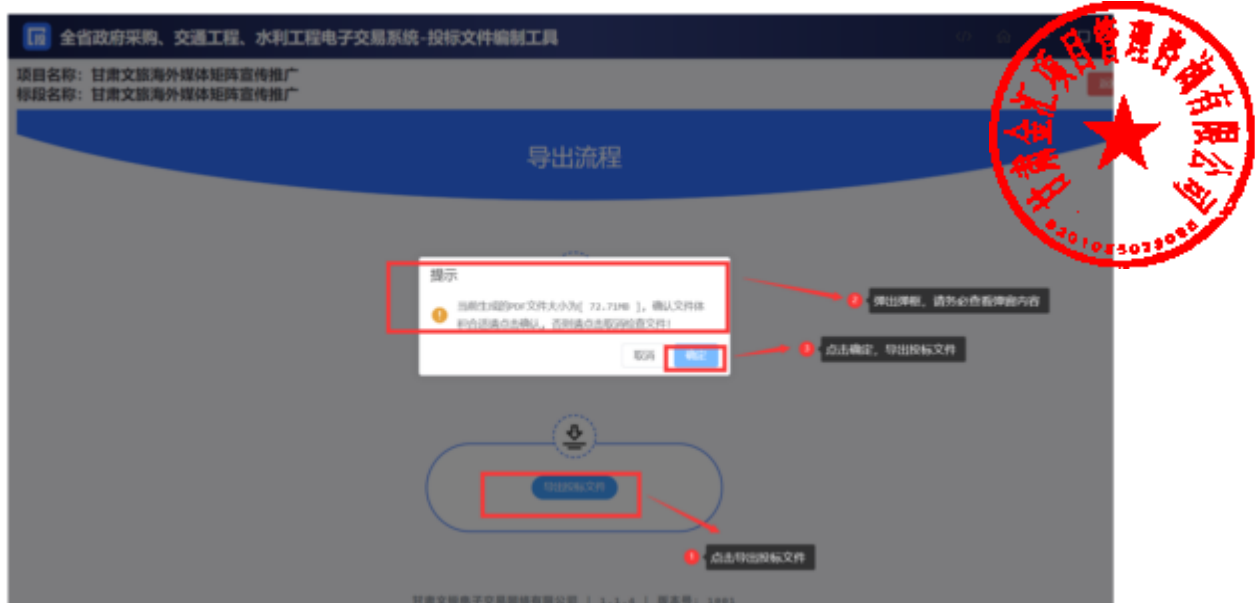 全省政府采购、交通工程、水利工程电子交易系统-投标文件编制工具
项目名称：甘肃文旅海外媒体矩阵宣传推广
标段名称：甘肃文旅海外媒体矩阵宣传推广
导出流程
提示
当前生成的PDF文件大小为[ 72.71MB ]，确认文件体
积合适请点击确认，否则请点击取消检查文件！
取消 确定
2 弹出弹框，请务必查看弹窗内容
3 点击确定，导出投标文件
导出投标文件
1 点击导出投标文件
甘肃金汇项目管理咨询有限公司